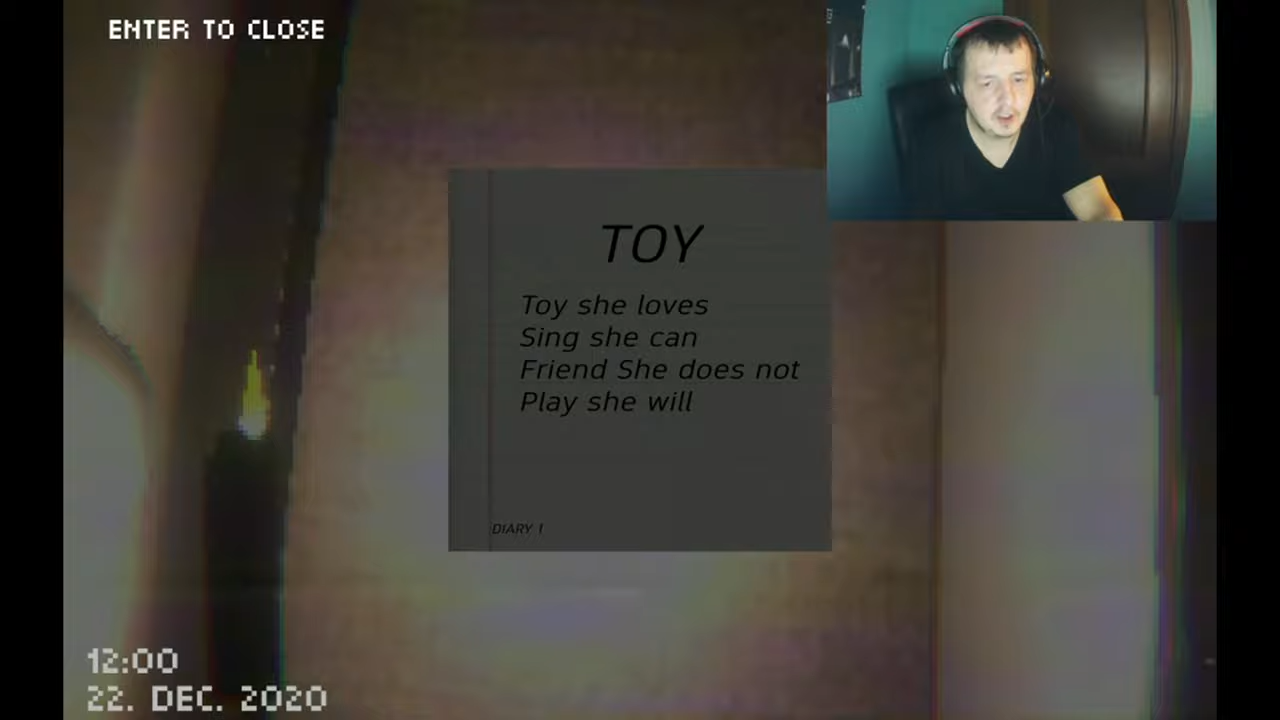 ENTER TO CLOSE
TOY
Toy she loves
Sing she can
Friend She does not
Play she will
DIARY 1
12:00
22. DEC. 2020